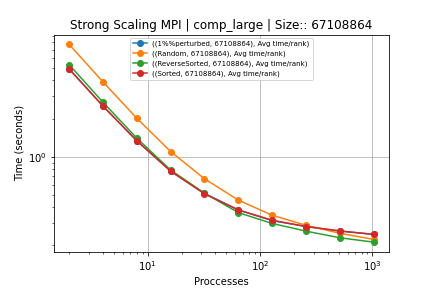 Strong Scaling MPI | comp_large | Size:: 67108864
((1%%perturbed, 67108864), Avg time/rank)
((Random, 67108864), Avg time/rank)
((ReverseSorted, 67108864), Avg time/rank)
((Sorted, 67108864), Avg time/rank)
Time (seconds)
10⁰
10¹
10²
10³
Proccesses